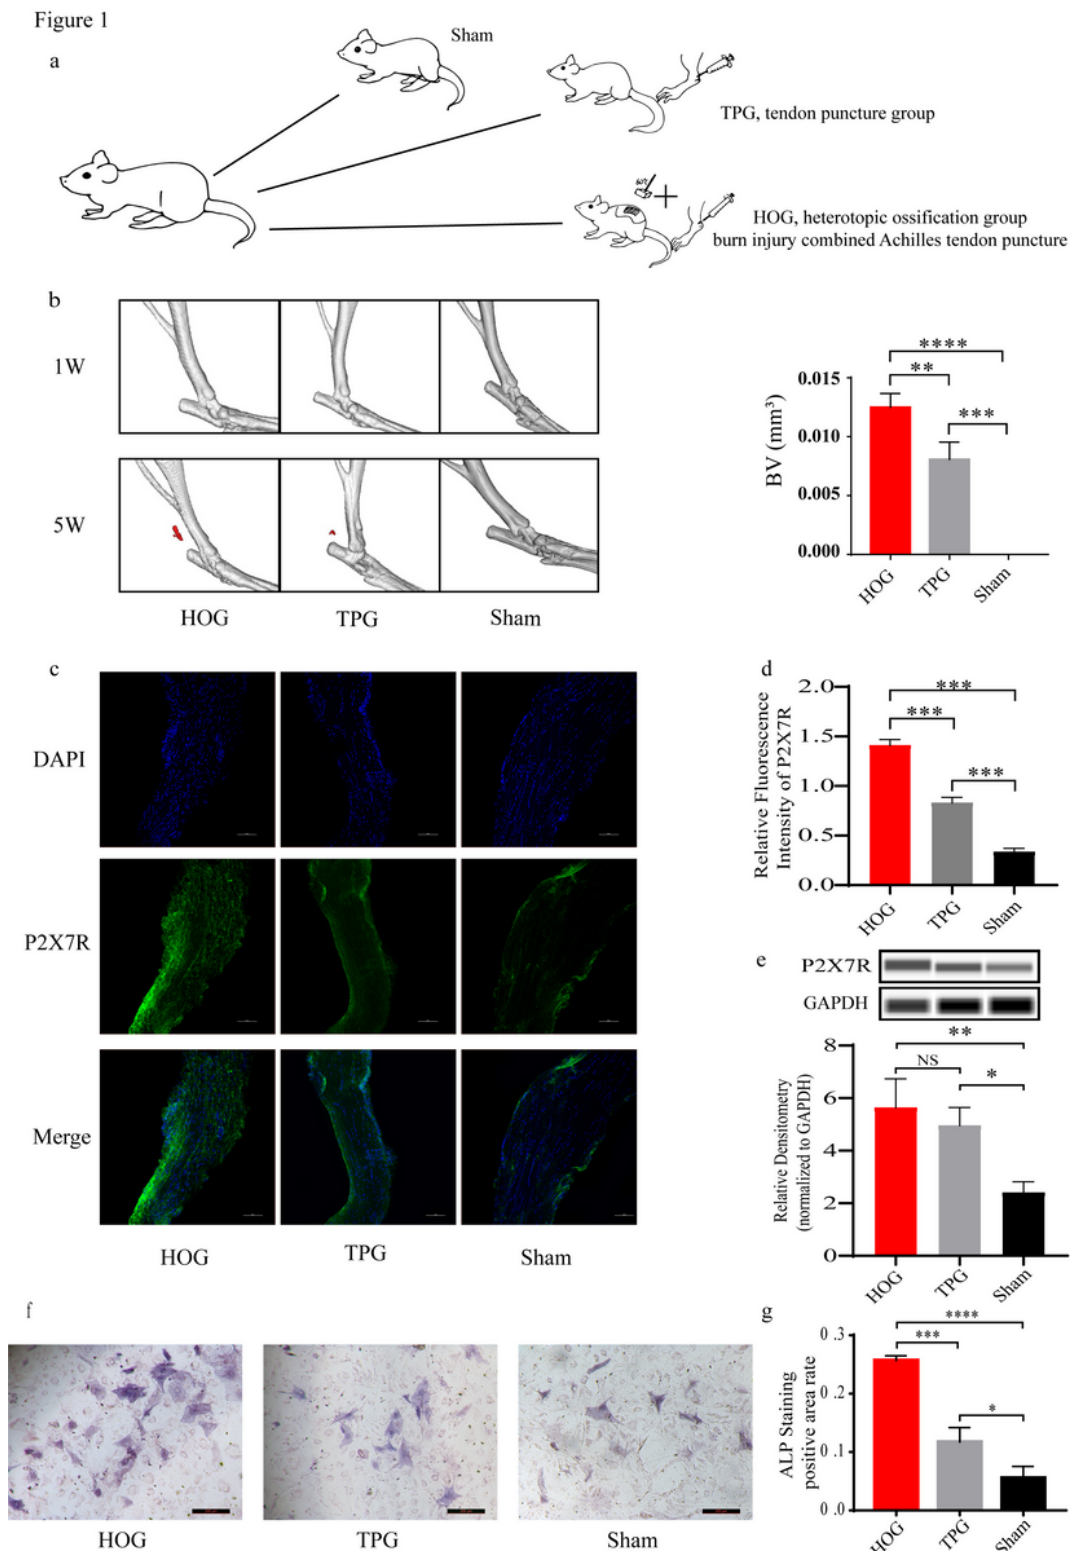 Figure 1
a
Sham
TPG, tendon puncture group
60℃
HOG, heterotopic ossification group
burn injury combined Achilles tendon puncture
b
1W
5W
HOG
TPG
Sham
BV (mm³)
0.015
0.010
0.005
0.000
****
**
***
HOG
TPG
Sham
c
DAPI
P2X7R
Merge
HOG
TPG
Sham
d
Relative Fluorescence
Intensity of P2X7R
2.0
1.5
1.0
0.5
0.0
***
***
***
HOG
TPG
Sham
e
P2X7R
GAPDH
Relative Densitometry
(normalized to GAPDH)
8
6
4
2
0
**
NS
*
HOG
TPG
Sham
f
HOG
TPG
Sham
g
ALP Staining
positive area rate
0.3
0.2
0.1
0.0
****
***
*
HOG
TPG
Sham